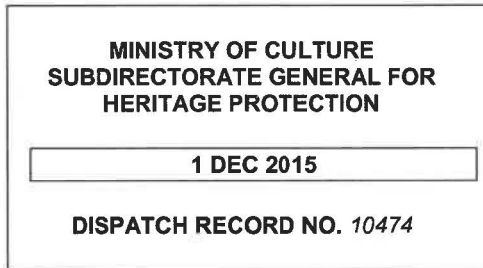 MINISTRY OF CULTURE
SUBDIRECTORATE GENERAL FOR
HERITAGE PROTECTION
1 DEC 2015
DISPATCH RECORD NO. 10474